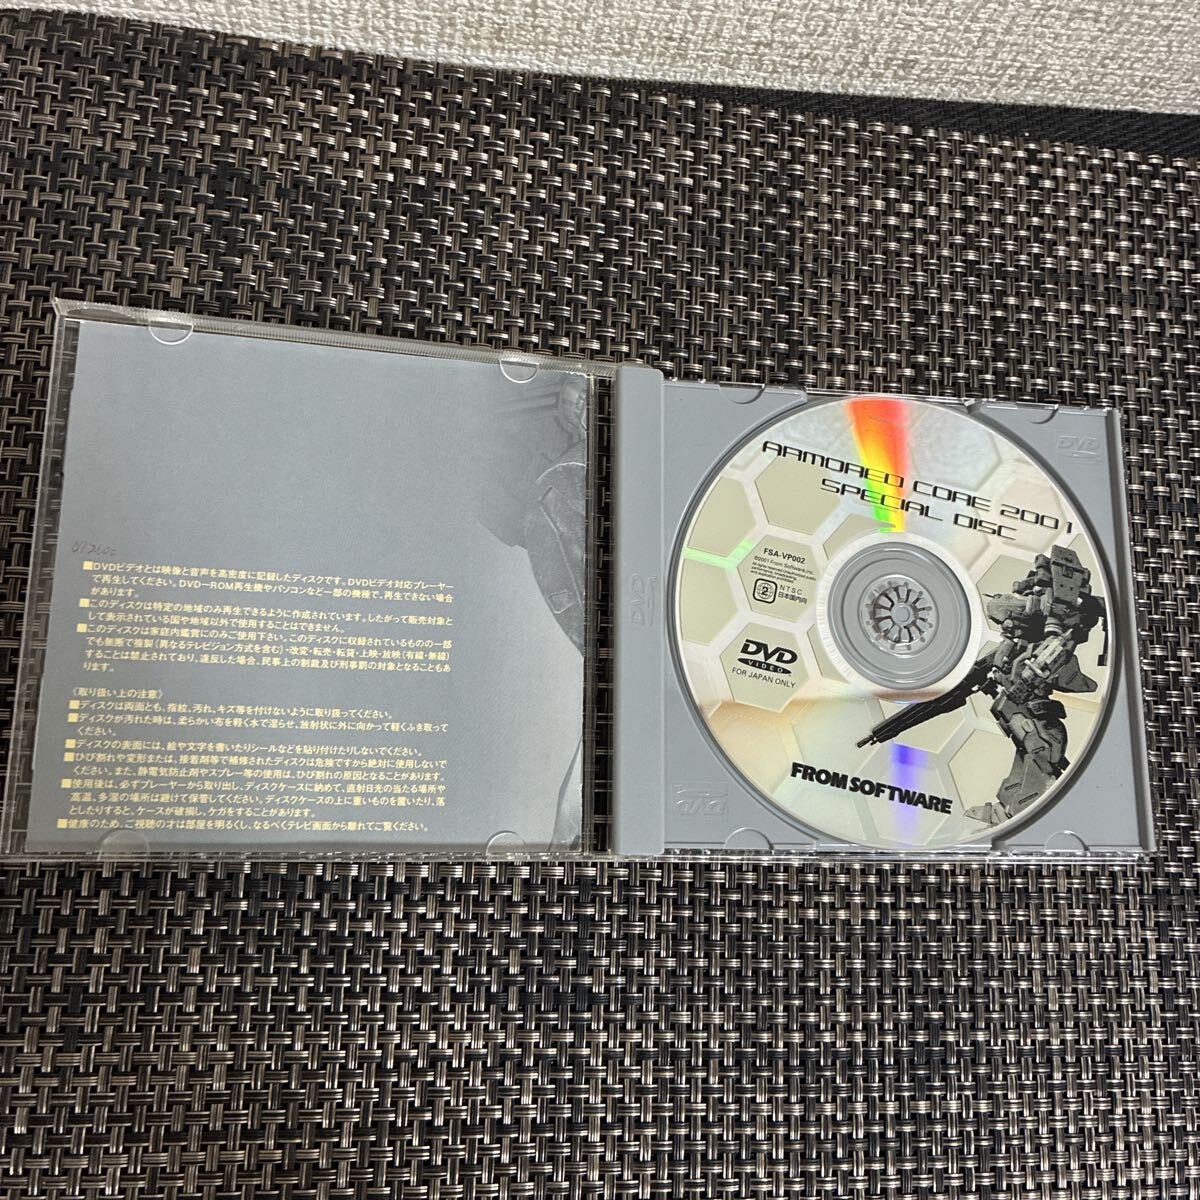 ■DVDビデオとは映像と音声を高密度に記録したディスクです。DVDビデオ対応プレーヤー
で再生してください。DVD－ROM再生機やパソコンなど一部の機種で、再生できない場合
があります。
■このディスクは特定の地域のみ再生できるように作成されています。したがって販売対象と
して表示されている国や地域以外で使用することはできません。
■このディスクは家庭内鑑賞にのみご使用下さい。このディスクに収録されているものの一部
でも無断で複製（異なるテレビジョン方式を含む）・改変・転売・転貸・上映・放映（有線・無線）
することは禁止されており、違反した場合、民事上の制裁及び刑事罰の対象となることもあ
ります。
《取り扱い上の注意》
■ディスクは両面とも、指紋、汚れ、キズ等を付けないように取り扱ってください。
■ディスクが汚れた時は、柔らかい布を軽く水で湿らせ、放射状に外に向かって軽くふき取って
ください。
■ディスクの表面には、絵や文字を書いたりシールなどを貼り付けたりしないでください。
■ひび割れや変形または、接着剤等で補修されたディスクは危険ですから絶対に使用しないで
ください。また、静電気防止剤やスプレー等の使用は、ひび割れの原因となることがあります。
■使用後は、必ずプレーヤーから取り出し、ディスクケースに納めて、直射日光の当たる場所や
高温、多湿の場所は避けて保管してください。ディスクケースの上に重いものを置いたり、落
としたりすると、ケースが破損し、ケガをすることがあります。
■健康のため、ご視聴の才は部屋を明るくし、なるべくテレビ画面から離れてご覧ください。
ARMORED CORE 2001
SPECIAL DISC
FSA-VP002
©2001 From Software,Inc.
2
NTSC
日本国内向
DVD
VIDEO
FOR JAPAN ONLY
FROM SOFTWARE
DVD